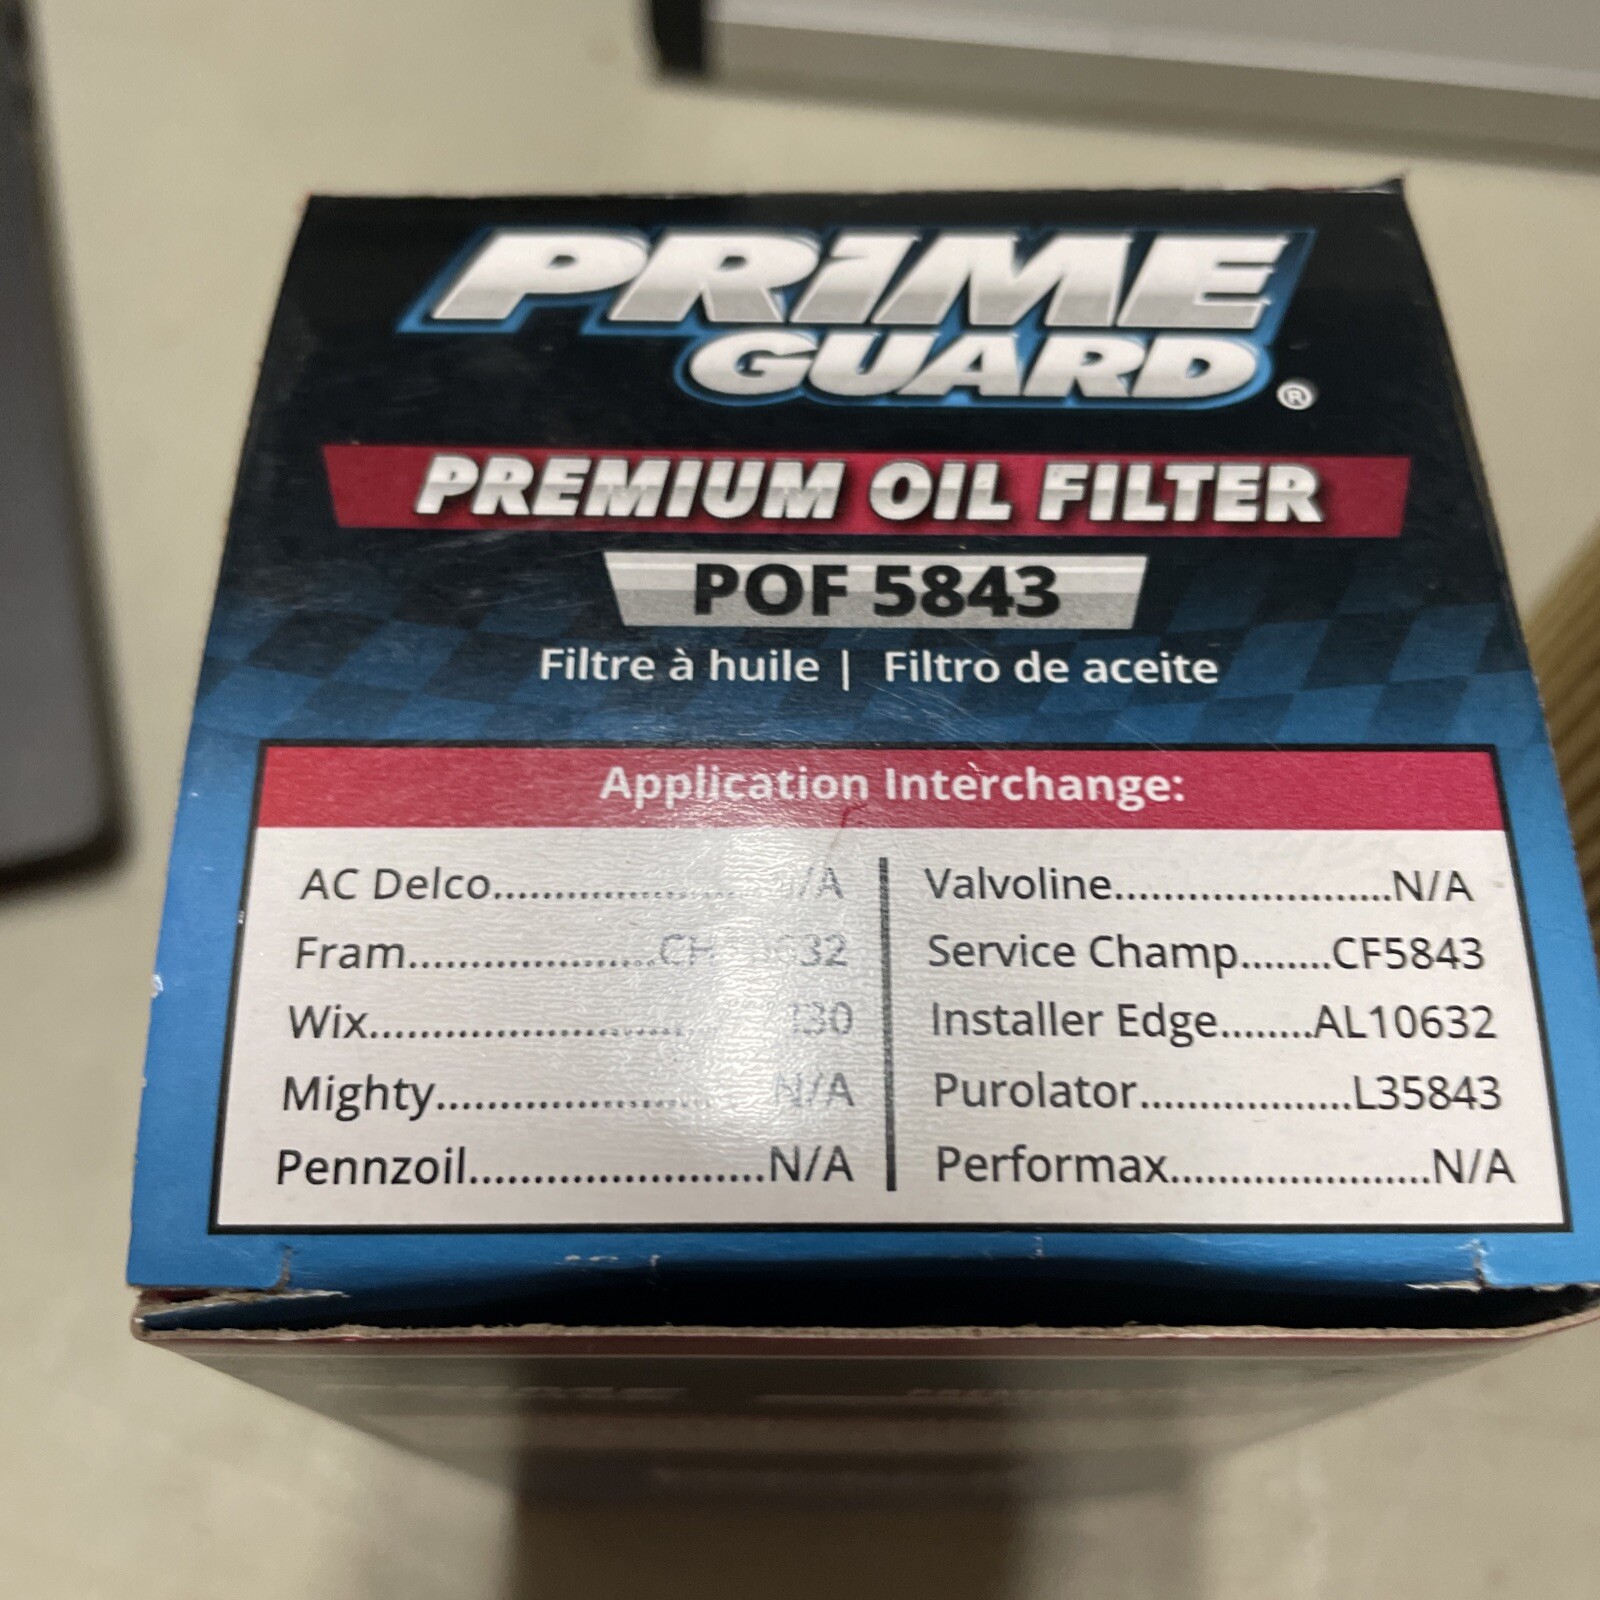 PRIME
GUARD ®
PREMIUM OIL FILTER
POF 5843
Filtre à huile | Filtro de aceite
Application Interchange:
AC Delco
Fram
Wix
Mighty.......................N/A
Pennzoil.......................N/A
Valvoline.......................N/A
Service Champ........CF5843
Installer Edge........AL10632
Purolator..................L35843
Performax......................N/A